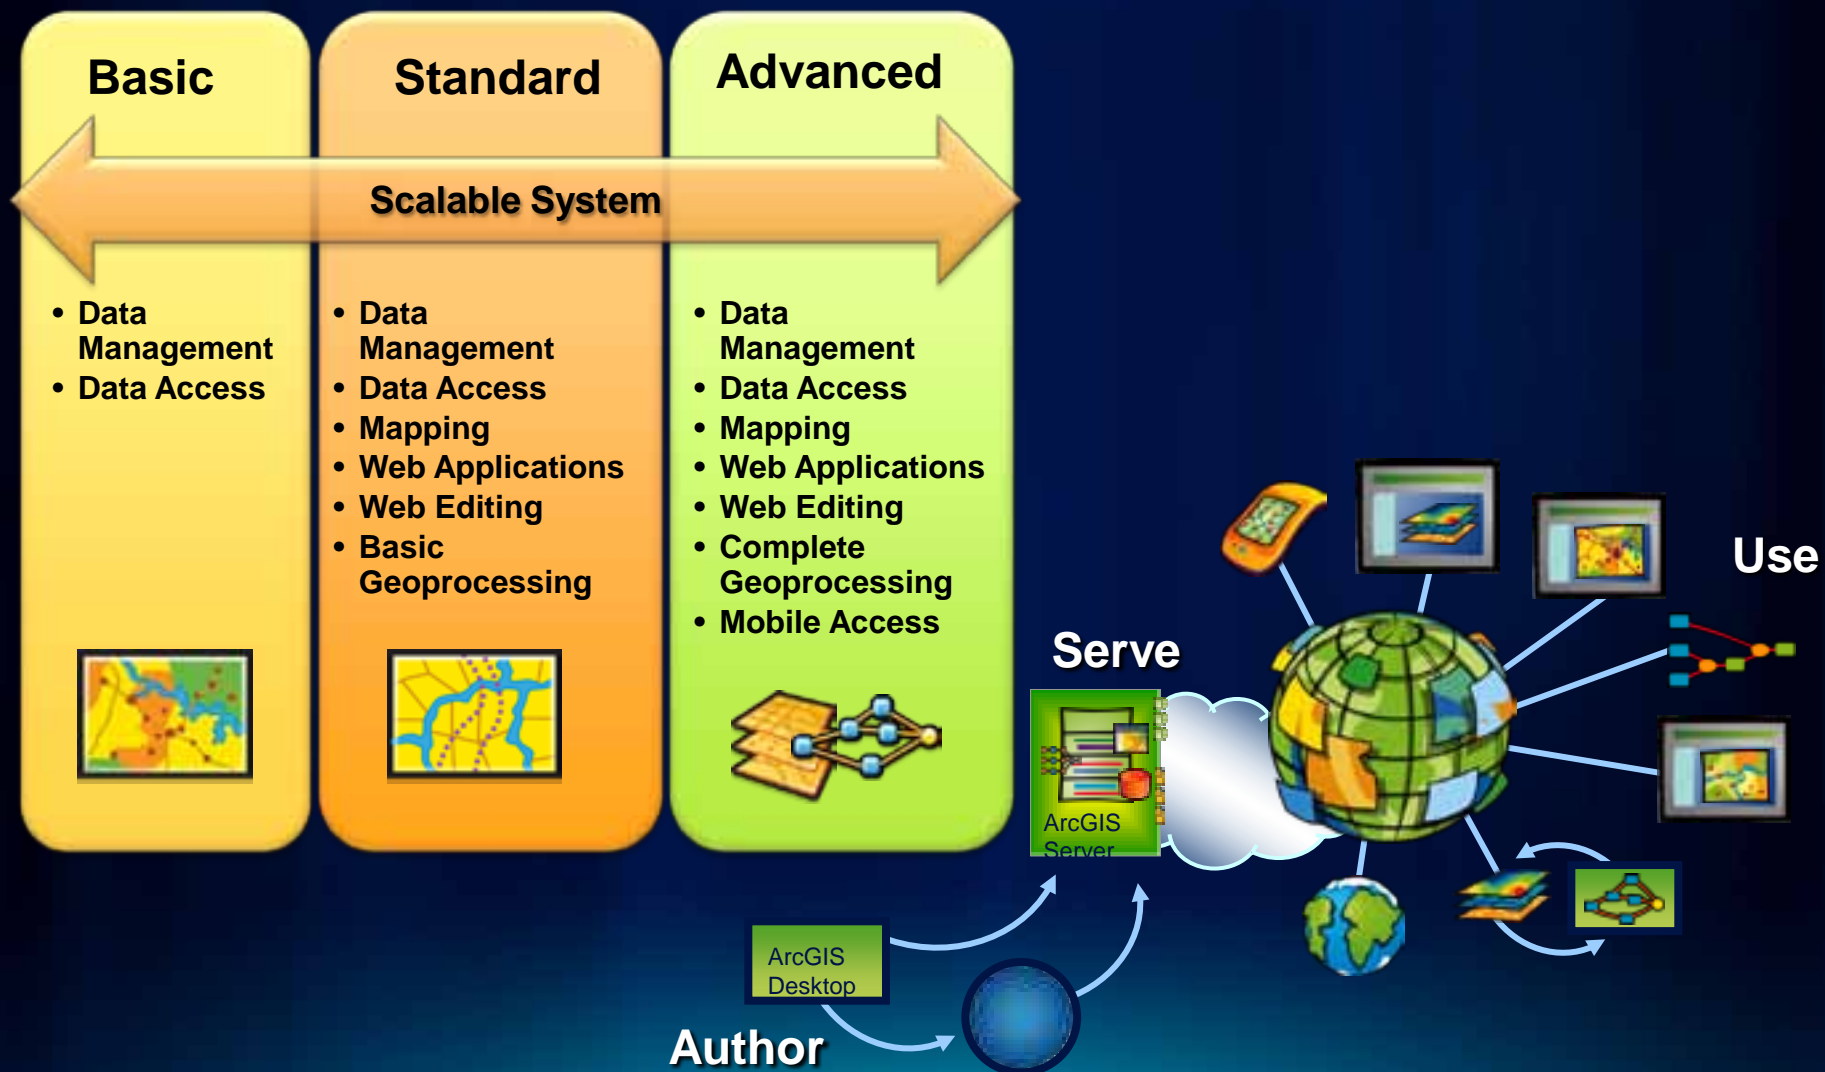 Basic
Standard
Advanced
Scalable System
• Data
Management
• Data Access
• Data
Management
• Data Access
• Mapping
• Web Applications
• Web Editing
• Basic
Geoprocessing
• Data
Management
• Data Access
• Mapping
• Web Applications
• Web Editing
• Complete
Geoprocessing
• Mobile Access
Use
Serve
ArcGIS
Server
ArcGIS
Desktop
Author